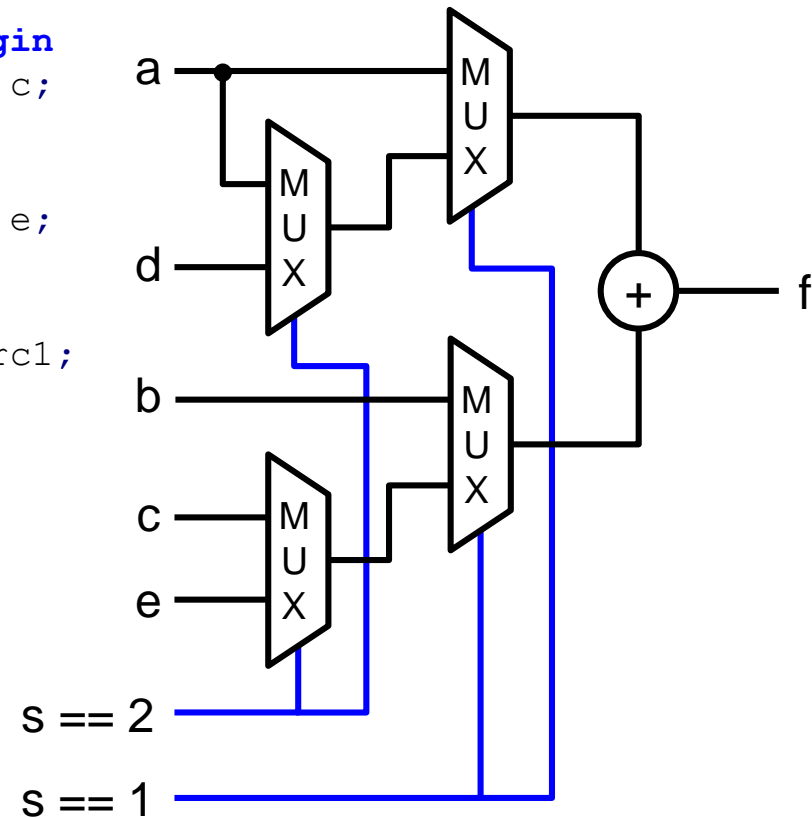 gin
c;
e;
rc1;
a
M
U
X
M
U
X
d
+
f
b
M
U
X
c
M
U
X
e
s == 2
s == 1